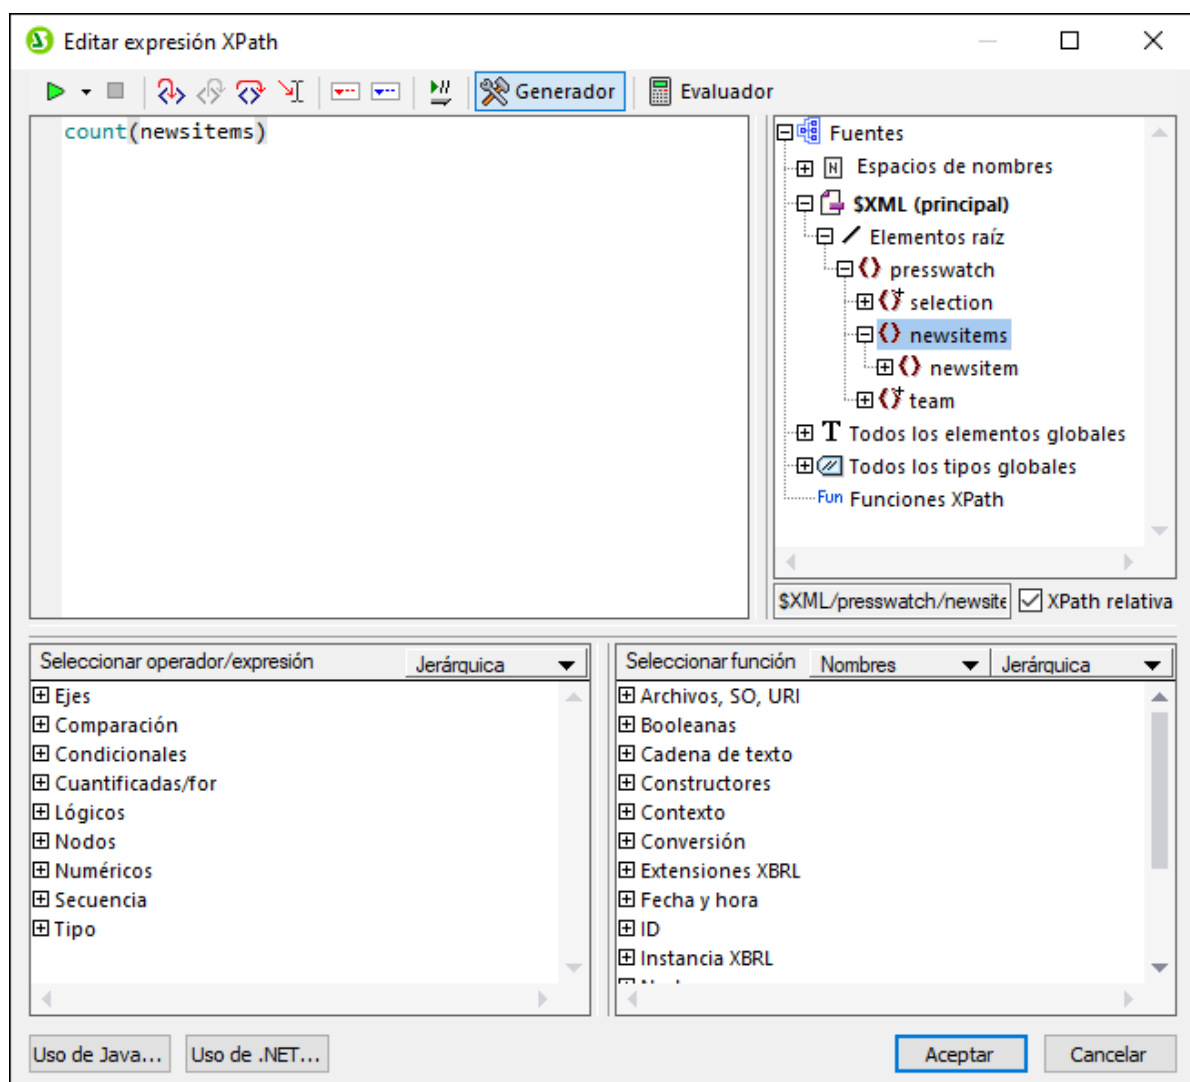 Editar expresión XPath
Generador
Evaluador
count(newsitems)
Fuentes
Espacios de nombres
$XML (principal)
Elementos raíz
presswatch
selection
newsitems
newsitem
team
T Todos los elementos globales
Todos los tipos globales
Fun Funciones XPath
$XML/presswatch/newsite
XPath relativa
Seleccionar operador/expresión
Jerárquica
Ejes
Comparación
Condicionales
Cuantificadas/for
Lógicos
Nodos
Numéricos
Secuencia
Tipo
Seleccionar función
Nombres
Jerárquica
Archivos, SO, URI
Booleanas
Cadena de texto
Constructores
Contexto
Conversión
Extensiones XBRL
Fecha y hora
ID
Instancia XBRL
Uso de Java...
Uso de .NET...
Aceptar
Cancelar